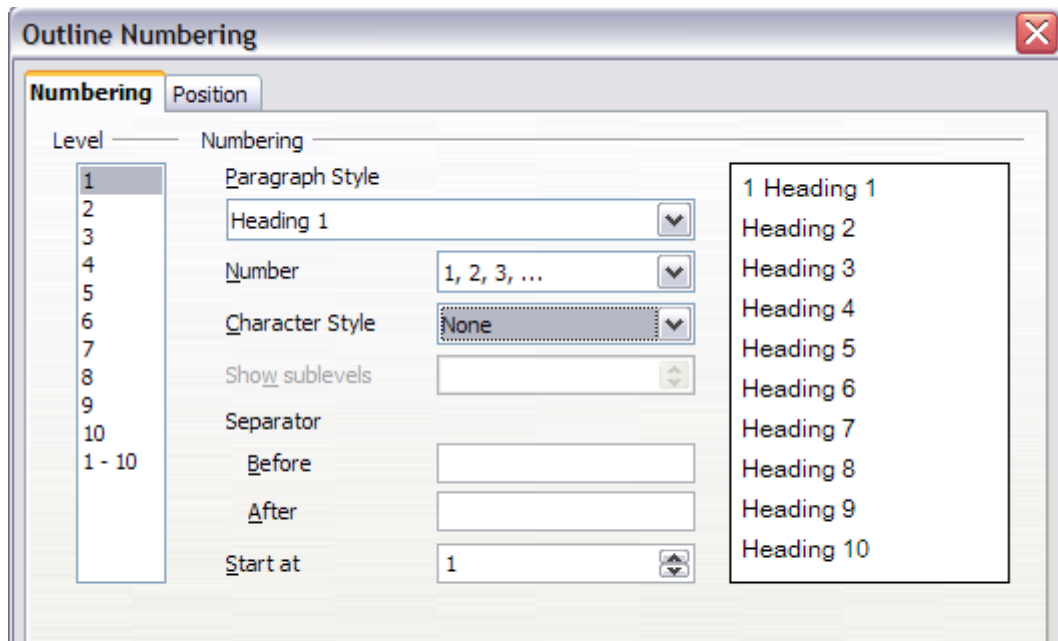 Outline Numbering
Numbering Position
Level Numbering
1
2
3
4
5
6
7
8
9
10
1 - 10
Paragraph Style
Heading 1
Number 1, 2, 3, ...
Character Style None
Show sublevels
Separator
Before
After
Start at 1
1 Heading 1
Heading 2
Heading 3
Heading 4
Heading 5
Heading 6
Heading 7
Heading 8
Heading 9
Heading 10